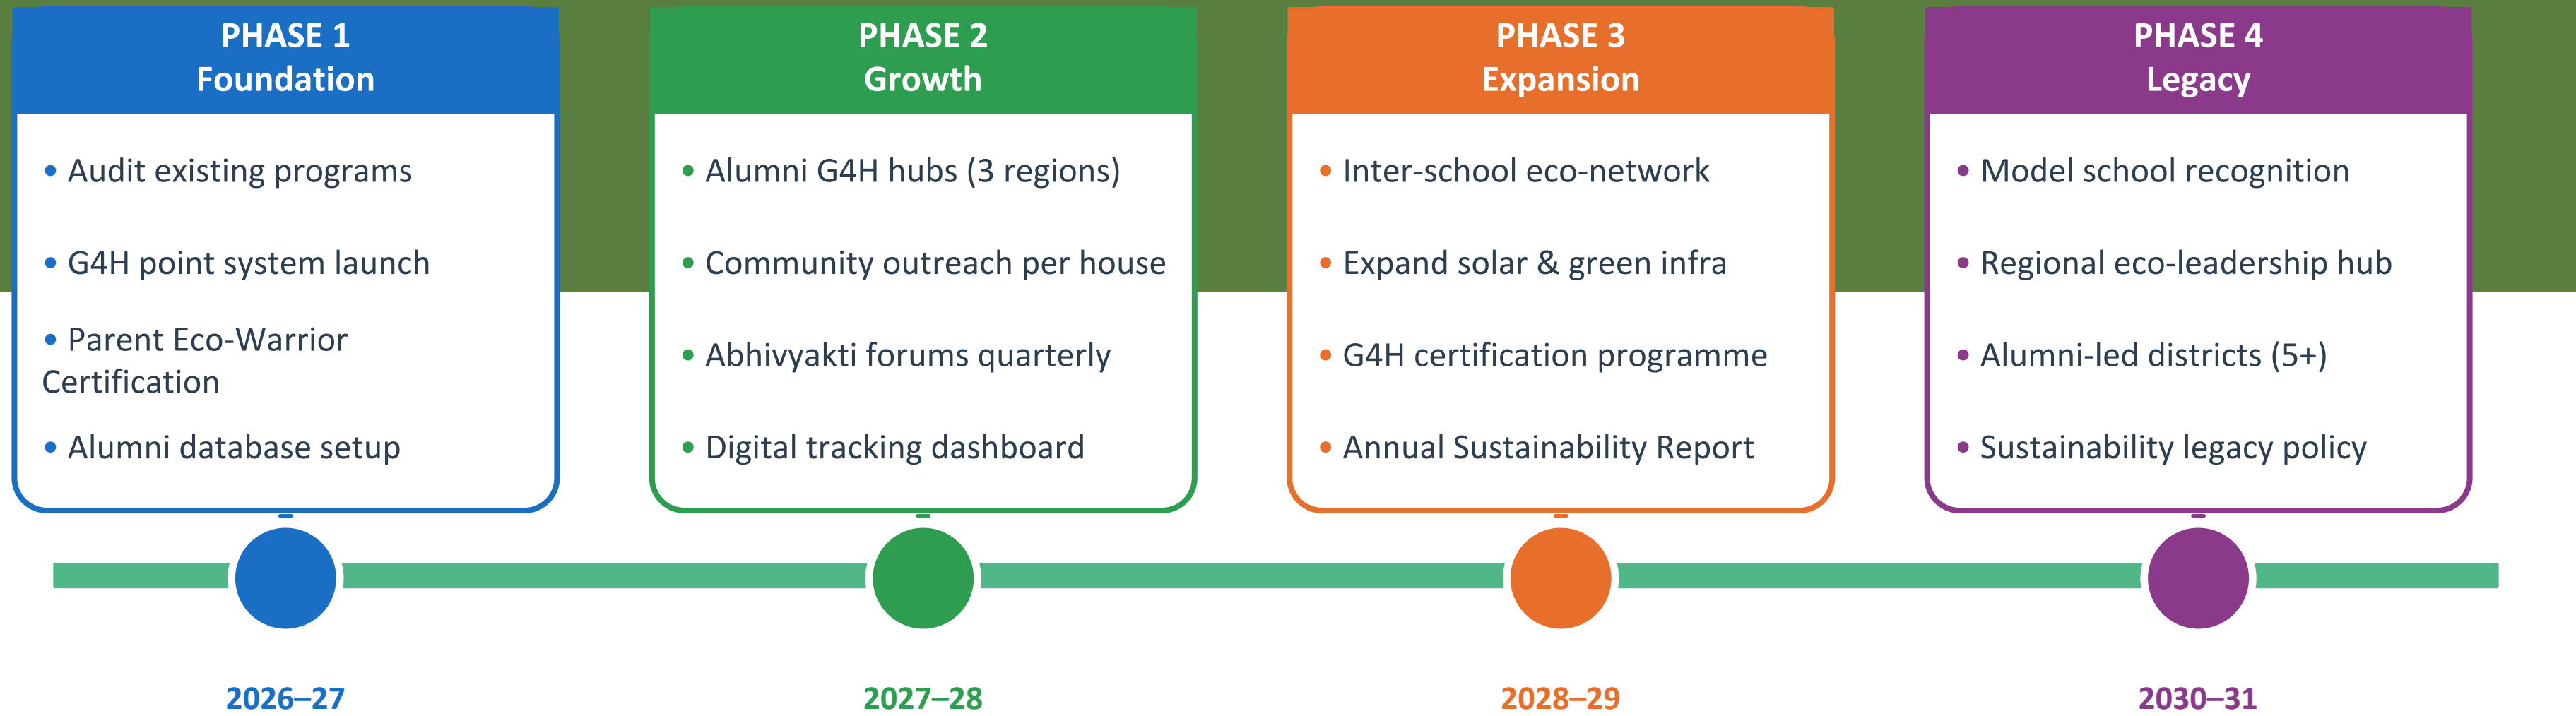 PHASE 1
Foundation
• Audit existing programs
• G4H point system launch
• Parent Eco-Warrior
Certification
• Alumni database setup
2026–27
PHASE 2
Growth
• Alumni G4H hubs (3 regions)
• Community outreach per house
• Abhivyakti forums quarterly
• Digital tracking dashboard
2027–28
PHASE 3
Expansion
• Inter-school eco-network
• Expand solar & green infra
• G4H certification programme
• Annual Sustainability Report
2028–29
PHASE 4
Legacy
• Model school recognition
• Regional eco-leadership hub
• Alumni-led districts (5+)
• Sustainability legacy policy
2030–31